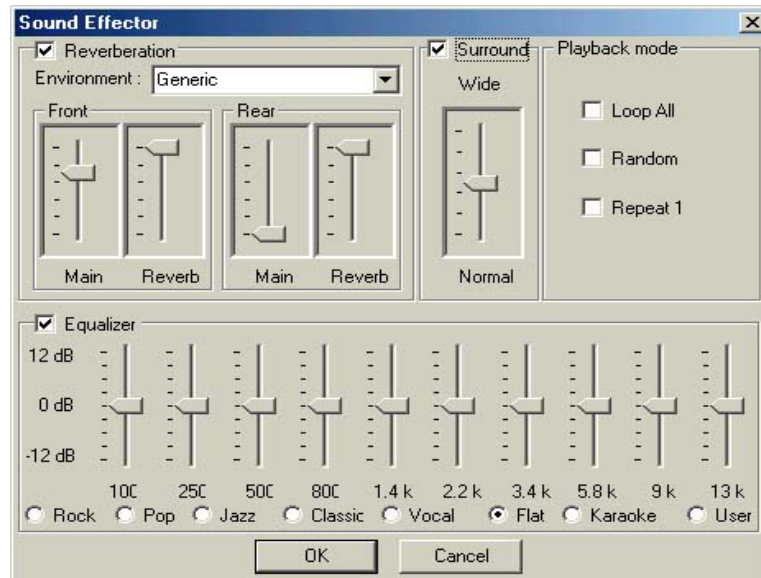 Sound Effector
Reverberation
Environment : Generic
Front
Main Reverb
Rear
Main Reverb
Surround
Wide
Normal
Playback mode
Loop All
Random
Repeat 1
Equalizer
12 dB
0 dB
-12 dB
100 250 500 800 1.4 k 2.2 k 3.4 k 5.8 k 9 k 13 k
Rock Pop Jazz Classic Vocal Flat Karaoke User
OK Cancel